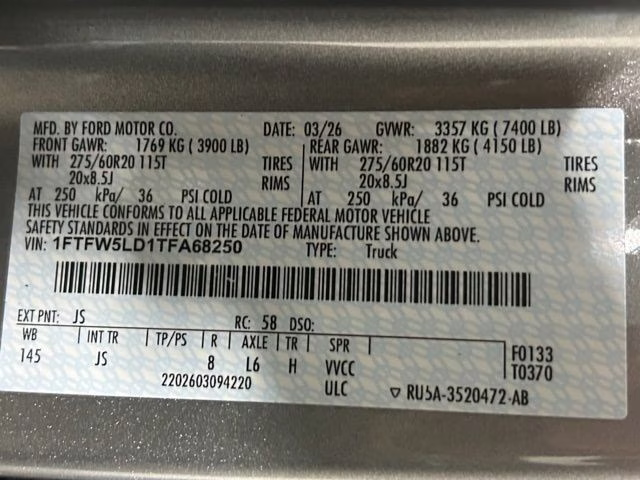 MFD. BY FORD MOTOR CO. DATE: 03/26 GVWR: 3357 KG ( 7400 LB)
FRONT GAWR: 1769 KG ( 3900 LB) REAR GAWR: 1882 KG ( 4150 LB)
WITH 275/60R20 115T TIRES WITH 275/60R20 115T TIRES
20x8.5J RIMS 20x8.5J RIMS
AT 250 kPa/ 36 PSI COLD AT 250 kPa/ 36 PSI COLD
THIS VEHICLE CONFORMS TO ALL APPLICABLE FEDERAL MOTOR VEHICLE
SAFETY STANDARDS IN EFFECT ON THE DATE OF MANUFACTURE SHOWN ABOVE.
VIN: 1FTFW5LD1TFA68250 TYPE: Truck
EXT PNT: JS RC: 58 DSO:
WB INT TR TP/PS R AXLE TR SPR
145 JS 8 L6 H VVCC F0133
2202603094220 ULC T0370
▽ RU5A-3520472-AB